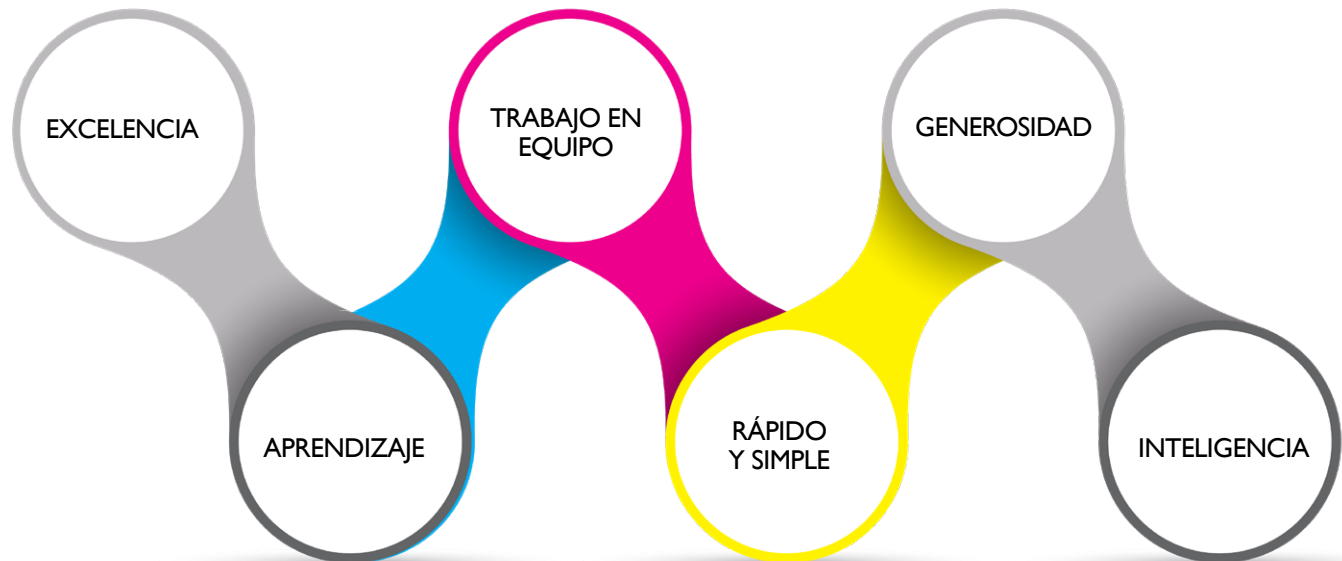 EXCELENCIA
TRABAJO EN
EQUIPO
GENEROSIDAD
APRENDIZAJE
RÁPIDO
Y SIMPLE
INTELIGENCIA